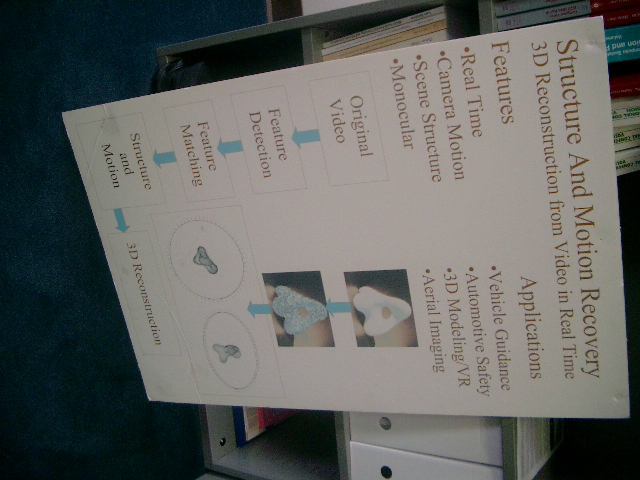 Structure And Motion Recovery
3D Reconstruction from Video in Real Time
Features
•Real Time
•Camera Motion
•Scene Structure
•Monocular
Applications
•Vehicle Guidance
•Automotive Safety
•3D Modeling/VR
•Aerial Imaging
Original
Video
Feature
Detection
Feature
Matching
Structure
and
Motion
3D Reconstruction